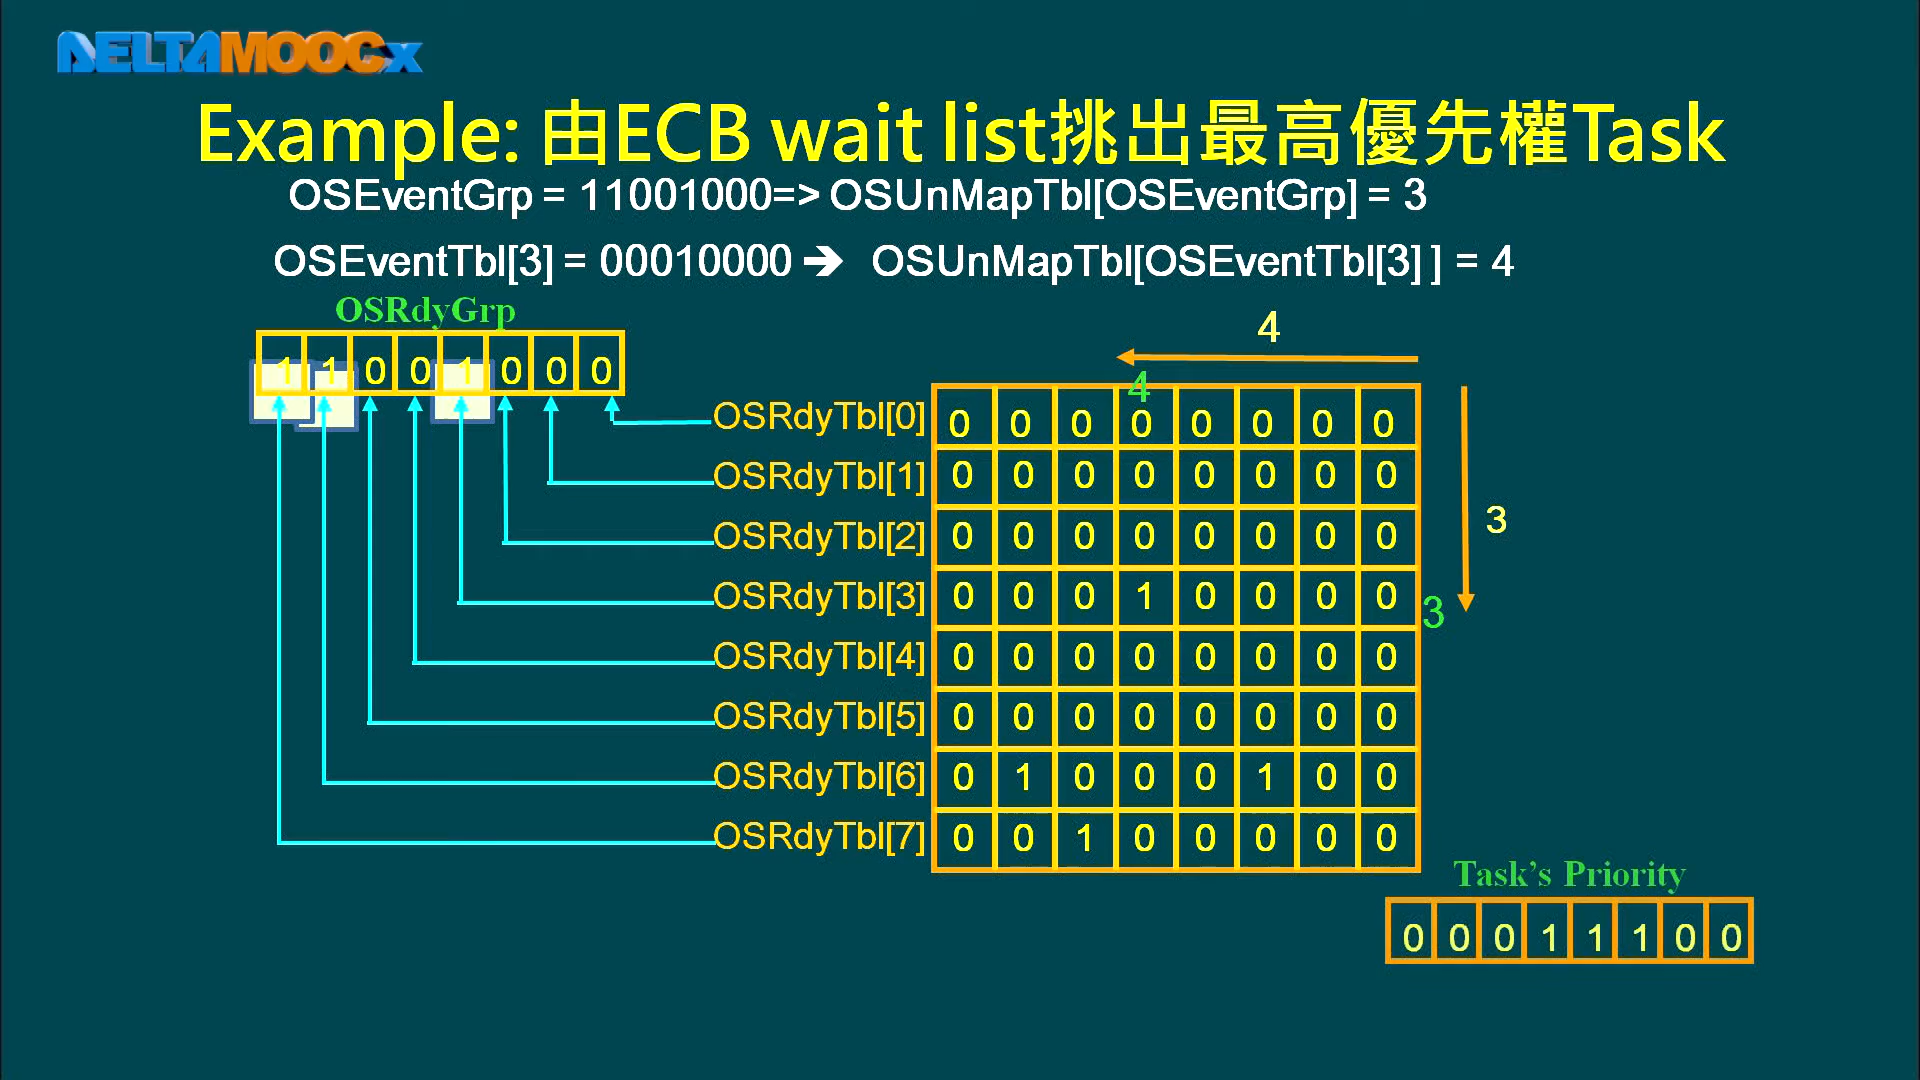 DELTAMOOCx
Example: 由ECB wait list挑出最高優先權Task
OSEventGrp = 11001000=> OSUnMapTbl[OSEventGrp] = 3
OSEventTbl[3] = 00010000 ➔ OSUnMapTbl[OSEventTbl[3] ] = 4
OSRdyGrp
1 1 0 0 1 0 0 0
4
4
OSRdyTbl[0] 0 0 0 0 0 0 0 0
OSRdyTbl[1] 0 0 0 0 0 0 0 0
OSRdyTbl[2] 0 0 0 0 0 0 0 0
3
OSRdyTbl[3] 0 0 0 1 0 0 0 0
3
OSRdyTbl[4] 0 0 0 0 0 0 0 0
OSRdyTbl[5] 0 0 0 0 0 0 0 0
OSRdyTbl[6] 0 1 0 0 0 1 0 0
OSRdyTbl[7] 0 0 1 0 0 0 0 0
Task’s Priority
0 0 0 1 1 1 0 0